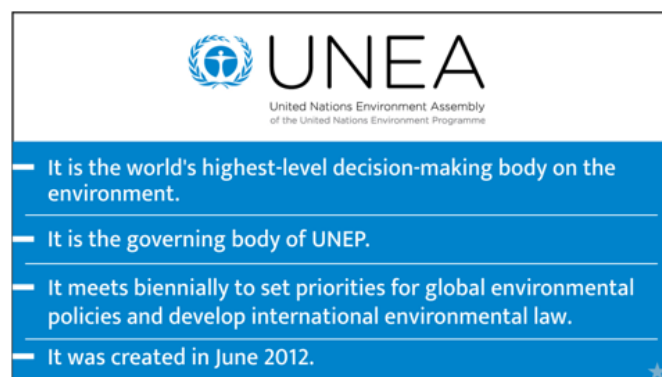 UNEA
United Nations Environment Assembly
of the United Nations Environment Programme
It is the world's highest-level decision-making body on the
environment.
It is the governing body of UNEP.
It meets biennially to set priorities for global environmental
policies and develop international environmental law.
It was created in June 2012.